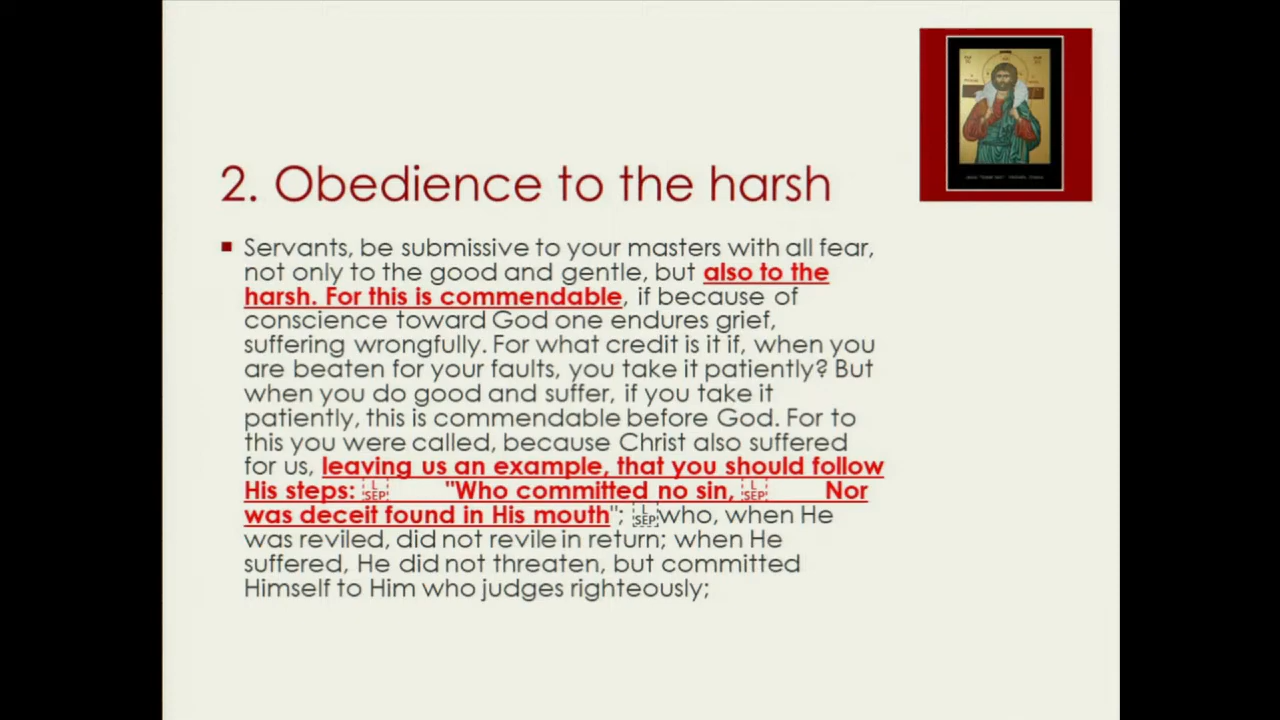 2. Obedience to the harsh
Servants, be submissive to your masters with all fear,
not only to the good and gentle, but also to the
harsh. For this is commendable, if because of
conscience toward God one endures grief,
suffering wrongfully. For what credit is it if, when you
are beaten for your faults, you take it patiently? But
when you do good and suffer, if you take it
patiently, this is commendable before God. For to
this you were called, because Christ also suffered
for us, leaving us an example, that you should follow
His steps: L SEP "Who committed no sin, L SEP Nor
was deceit found in His mouth"; L SEP who, when He
was reviled, did not revile in return; when He
suffered, He did not threaten, but committed
Himself to Him who judges righteously;